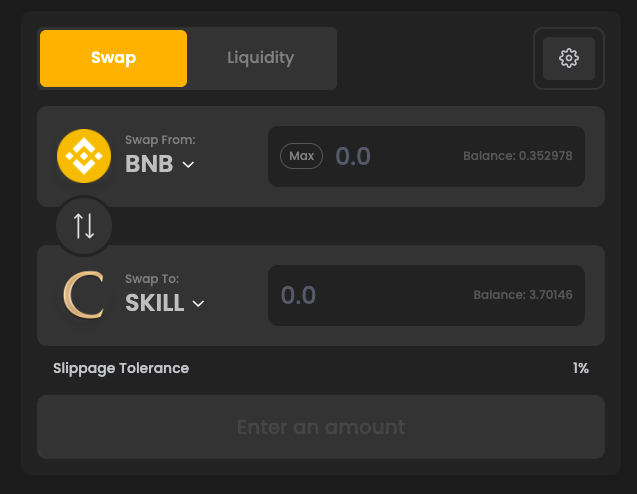 Swap
Liquidity
Swap From:
BNB
Max
0.0
Balance: 0.352978
Swap To:
SKILL
0.0
Balance: 3.70146
Slippage Tolerance
1%
Enter an amount